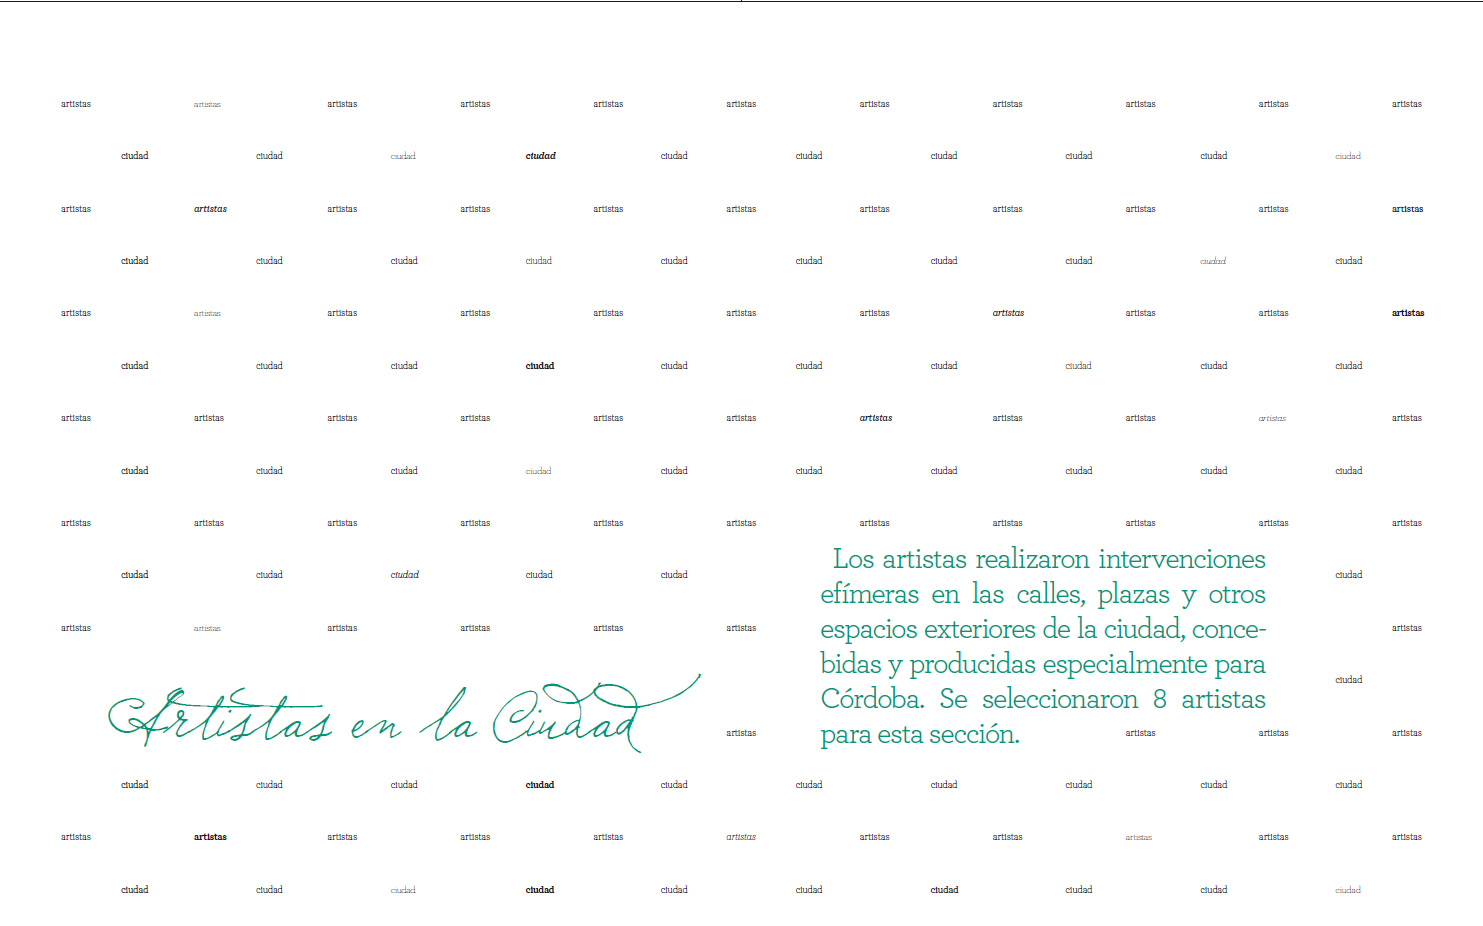 artistas artistas artistas artistas artistas artistas artistas artistas artistas artistas artistas
ciudad ciudad ciudad ciudad ciudad ciudad ciudad ciudad ciudad ciudad
artistas artistas artistas artistas artistas artistas artistas artistas artistas artistas artistas
ciudad ciudad ciudad ciudad ciudad ciudad ciudad ciudad ciudad ciudad
artistas artistas artistas artistas artistas artistas artistas artistas artistas artistas artistas
ciudad ciudad ciudad ciudad ciudad ciudad ciudad ciudad ciudad ciudad
artistas artistas artistas artistas artistas artistas artistas artistas artistas artistas artistas
ciudad ciudad ciudad ciudad ciudad ciudad ciudad ciudad ciudad ciudad
artistas artistas artistas artistas artistas artistas artistas artistas artistas artistas artistas
ciudad ciudad ciudad ciudad ciudad ciudad
artistas artistas artistas artistas artistas artistas artistas
ciudad
Artistas en la Ciudad
Los artistas realizaron intervenciones
efímeras en las calles, plazas y otros
espacios exteriores de la ciudad, conce-
bidas y producidas especialmente para
Córdoba. Se seleccionaron 8 artistas
para esta sección.
artistas artistas artistas artistas
ciudad ciudad ciudad ciudad ciudad ciudad ciudad ciudad ciudad ciudad
artistas artistas artistas artistas artistas artistas artistas artistas artistas artistas artistas
ciudad ciudad ciudad ciudad ciudad ciudad ciudad ciudad ciudad ciudad